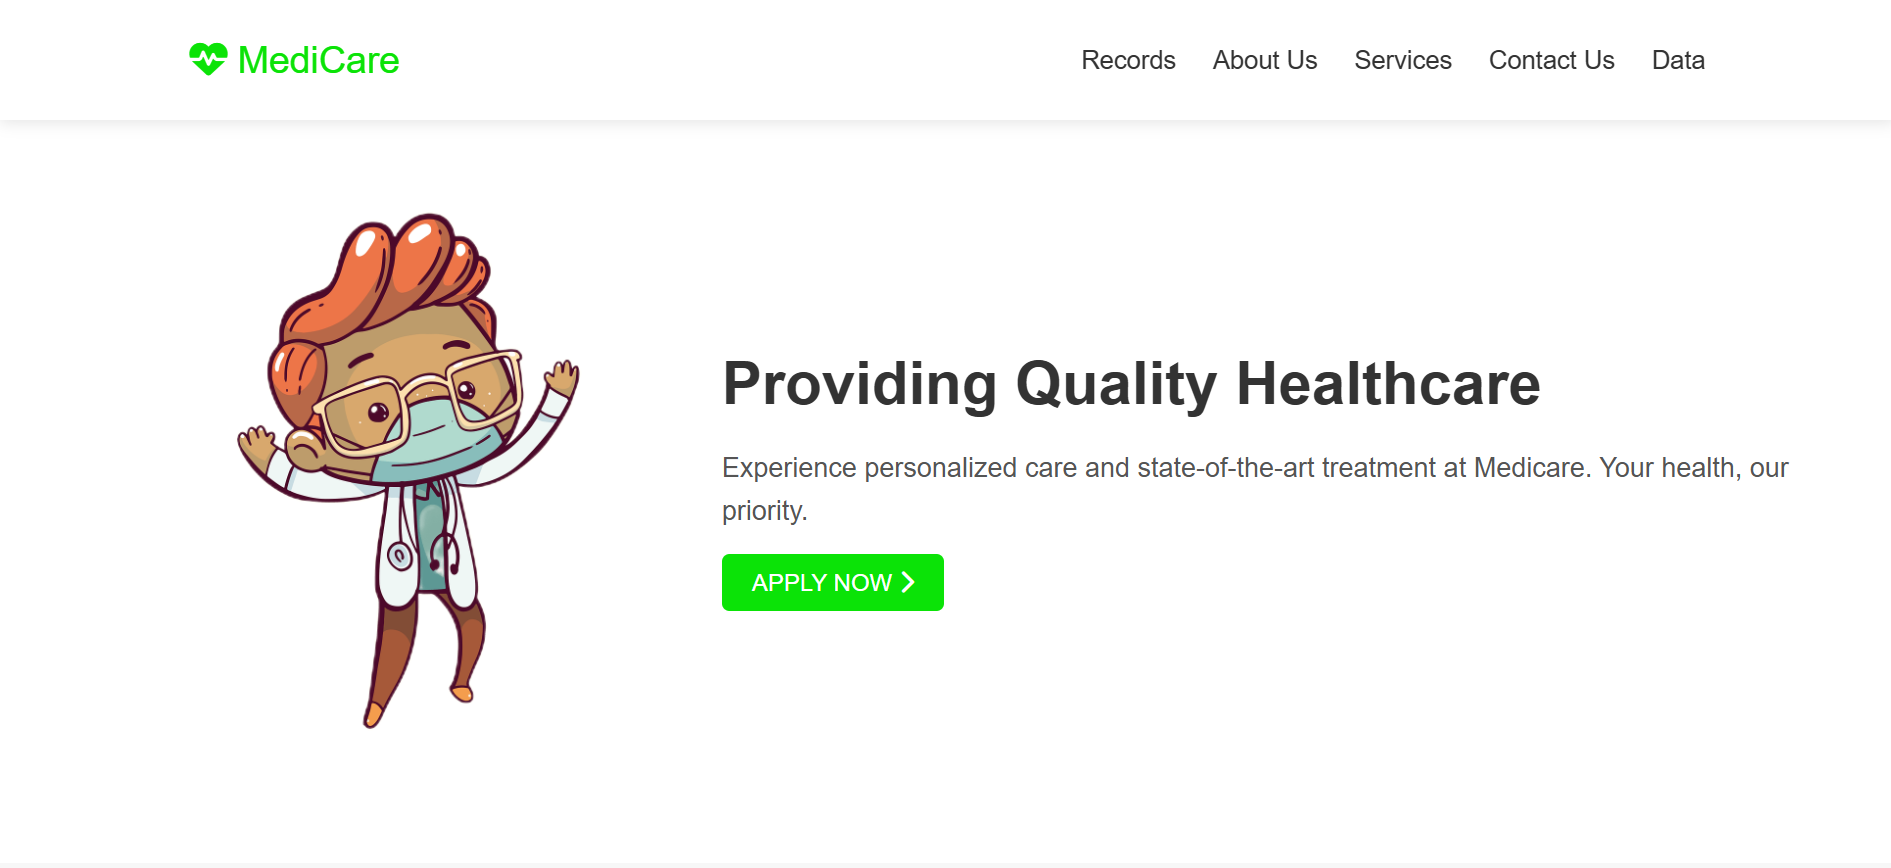 MediCare
Records About Us Services Contact Us Data
Providing Quality Healthcare
Experience personalized care and state-of-the-art treatment at Medicare. Your health, our
priority.
APPLY NOW